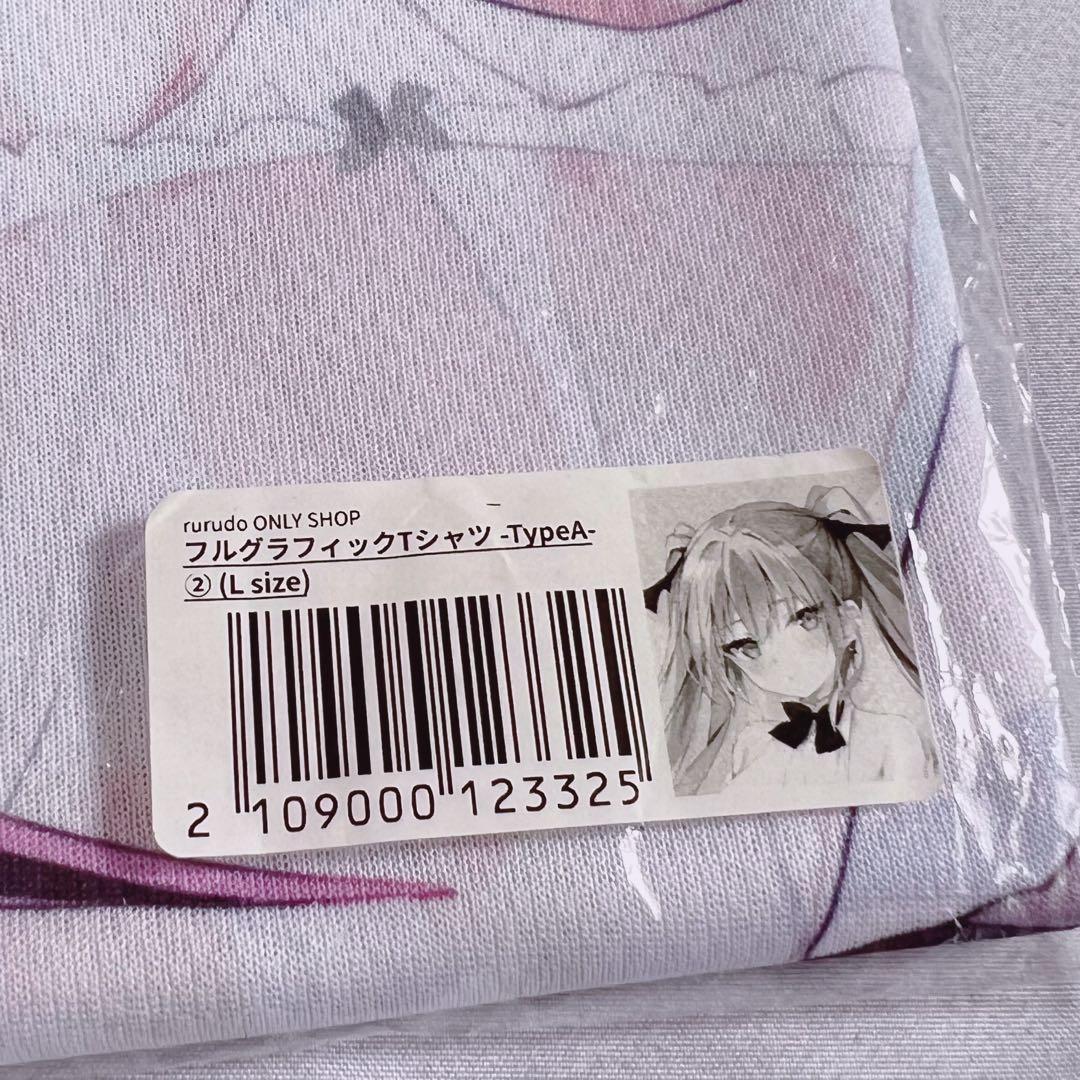 rurudo ONLY SHOP
フルグラフィックTシャツ -TypeA-
② (L size)
2 109000 123325